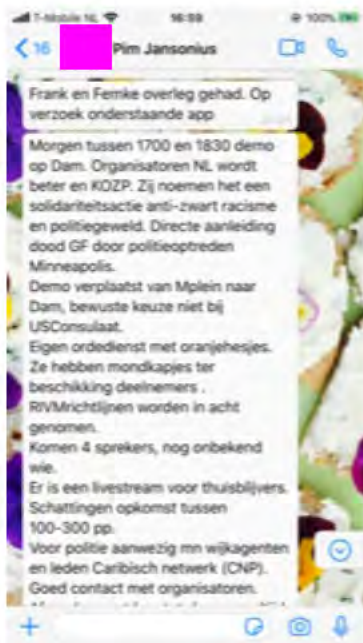 T-Mobile NL 16:59 100%
16 Pim Jansonius
Frank en Femke overleg gehad. Op
verzoek onderstaande app
Morgen tussen 1700 en 1830 demo
op Dam. Organisatoren NL wordt
beter en KOZP. Zij noemen het een
solidariteitsactie anti-zwart racisme
en politiegeweld. Directe aanleiding
dood GF door politieoptreden
Minneapolis.
Demo verplaatst van Mplein naar
Dam, bewuste keuze niet bij
USConsulaat.
Eigen ordedienst met oranjehesjes.
Ze hebben mondkapjes ter
beschikking deelnemers .
RIVMrichtlijnen worden in acht
genomen.
Komen 4 sprekers, nog onbekend
wie.
Er is een livestream voor thuisblijvers.
Schattingen opkomst tussen
100-300 pp.
Voor politie aanwezig mn wijkagenten
en leden Caribisch netwerk (CNP).
Goed contact met organisatoren.